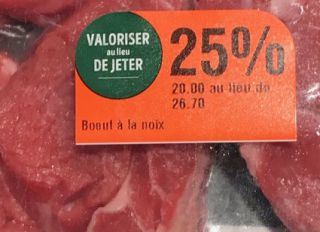 VALORISER
au lieu
DE JETER
25%
20.00 au lieu de
26.70
Boeuf à la noix